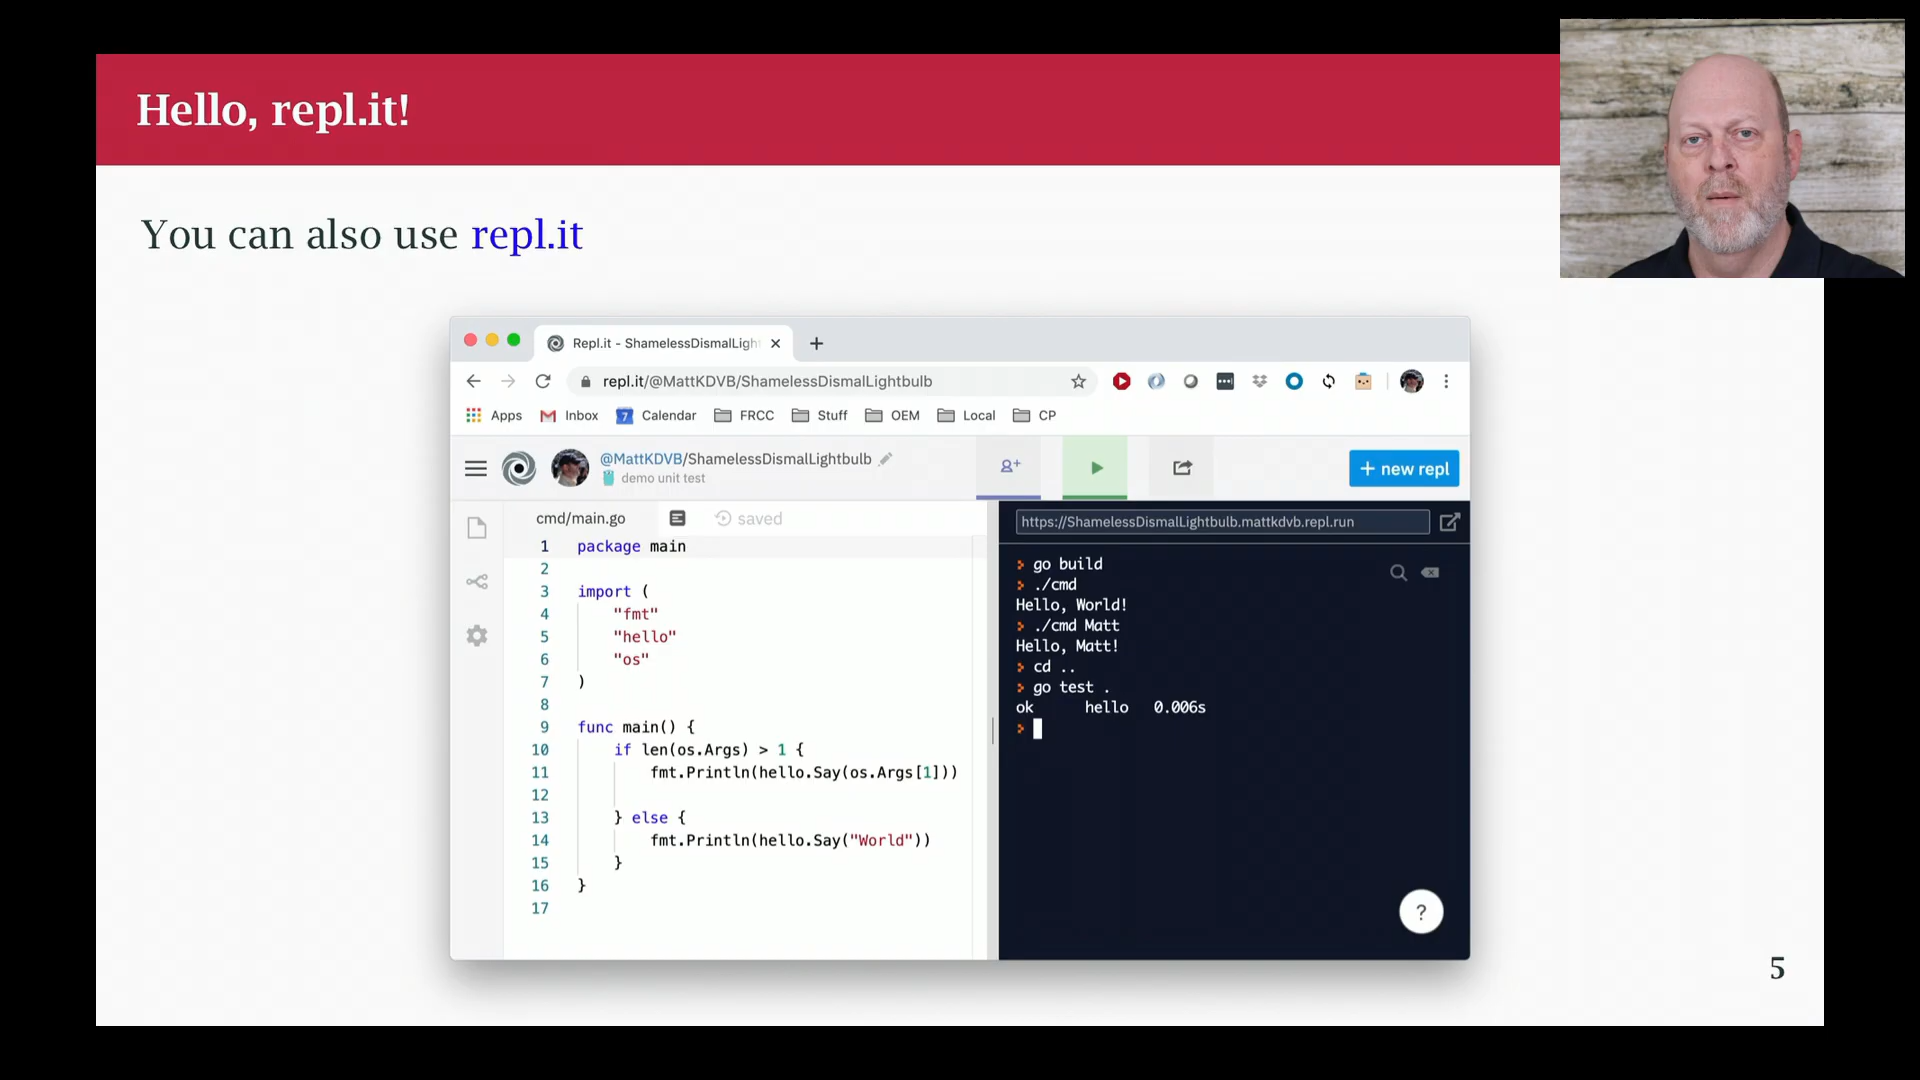 Hello, repl.it!
You can also use repl.it
Repl.it - ShamelessDismalLigh
repl.it/@MattKDVB/ShamelessDismalLightbulb
Apps Inbox 7 Calendar FRCC Stuff OEM Local CP
@MattKDVB/ShamelessDismalLightbulb
demo unit test
+ new repl
cmd/main.go saved
1 package main
2
3 import (
4 "fmt"
5 "hello"
6 "os"
7 )
8
9 func main() {
10 if len(os.Args) > 1 {
11 fmt.Println(hello.Say(os.Args[1]))
12
13 } else {
14 fmt.Println(hello.Say("World"))
15 }
16 }
17
https://ShamelessDismalLightbulb.mattkdvb.repl.run
> go build
> ./cmd
Hello, World!
> ./cmd Matt
Hello, Matt!
> cd ..
> go test .
ok hello 0.006s
>
?
5